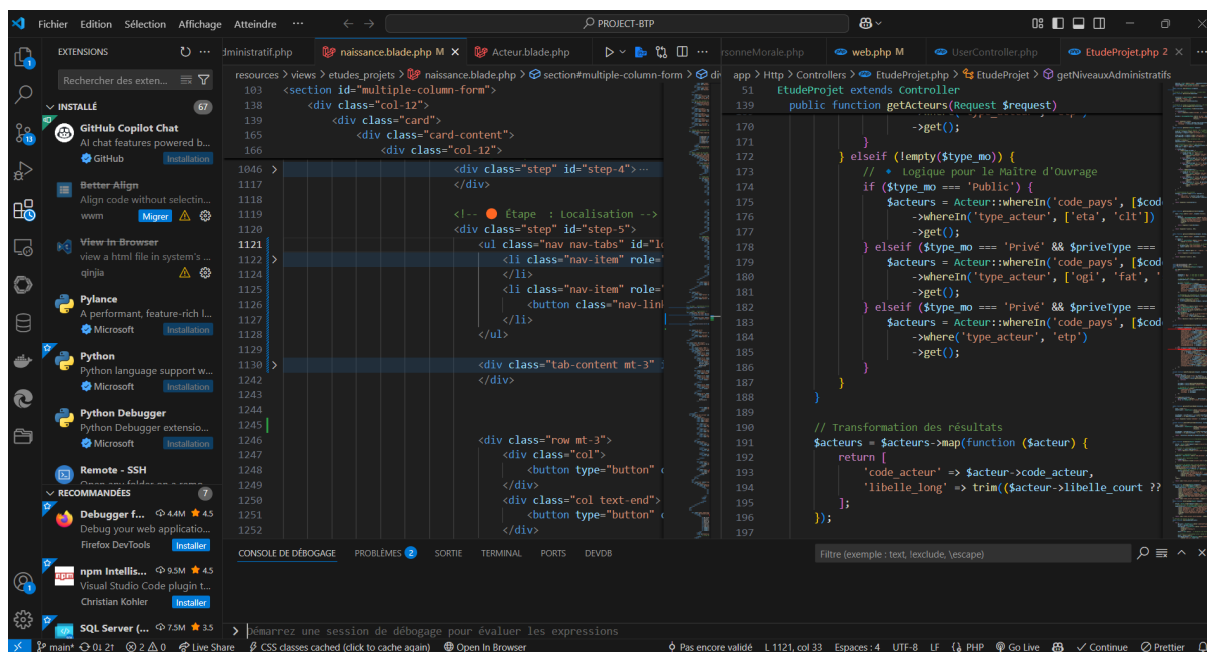 Fichier Edition Sélection Affichage Atteindre ··· PROJECT-BTP
EXTENSIONS
Rechercher des exten...
INSTALLÉ 67
GitHub Copilot Chat
AI chat features powered b...
GitHub Installation
Better Align
Align code without selectin...
wwm Migrer
View In Browser
view a html file in system's ...
qinjia
Pylance
A performant, feature-rich l...
Microsoft Installation
Python
Python language support w...
Microsoft Installation
Python Debugger
Python Debugger extensio...
Microsoft Installation
Remote - SSH
RECOMMANDÉES 7
Debugger f... 4.4M 4.5
Debug your web applicatio...
Firefox DevTools Installer
npm Intellis... 9.5M 4.5
Visual Studio Code plugin t...
Christian Kohler Installer
SQL Server (... 7.5M 3.5
dministratif.php naissance.blade.php M Acteur.blade.php
resources > views > etudes_projets > naissance.blade.php > section#multiple-column-form > di
103 <section id="multiple-column-form">
138 <div class="col-12">
139 <div class="card">
165 <div class="card-content">
166 <div class="col-12">
1046 <div class="step" id="step-4">···
1117 </div>
1118
1119 <!-- Étape : Localisation -->
1120 <div class="step" id="step-5">
1121 <ul class="nav nav-tabs" id="lo
1122 <li class="nav-item" role="
1124 </li>
1125 <li class="nav-item" role="
1126 <button class="nav-link
1127 </li>
1128 </ul>
1129
1130 <div class="tab-content mt-3"
1242 </div>
1243
1244
1245
1246 <div class="row mt-3">
1247 <div class="col">
1248 <button type="button" c
1249 </div>
1250 <div class="col text-end">
1251 <button type="button" c
1252 </div>
rsonneMorale.php web.php M UserController.php EtudeProjet.php 2
app > Http > Controllers > EtudeProjet.php > EtudeProjet > getNiveauxAdministratifs
51 EtudeProjet extends Controller
139 public function getActeurs(Request $request)
170 ->get();
171 }
172 } elseif (!empty($type_mo)) {
173 // Logique pour le Maître d'Ouvrage
174 if ($type_mo === 'Public') {
175 $acteurs = Acteur::whereIn('code_pays', [$cod
176 ->whereIn('type_acteur', ['eta', 'clt'])
177 ->get();
178 } elseif ($type_mo === 'Privé' && $priveType ===
179 $acteurs = Acteur::whereIn('code_pays', [$cod
180 ->whereIn('type_acteur', ['ogi', 'fat', '
181 ->get();
182 } elseif ($type_mo === 'Privé' && $priveType ===
183 $acteurs = Acteur::whereIn('code_pays', [$cod
184 ->where('type_acteur', 'etp')
185 ->get();
186 }
187 }
188 }
189
190 // Transformation des résultats
191 $acteurs = $acteurs->map(function ($acteur) {
192 return [
193 'code_acteur' => $acteur->code_acteur,
194 'libelle_long' => trim(($acteur->libelle_court ??
195 ];
196 });
197
CONSOLE DE DÉBOGAGE PROBLÈMES 2 SORTIE TERMINAL PORTS DEVDB Filtre (exemple : text, !exclude, \escape)
Démarrez une session de débogage pour évaluer les expressions
main* 0↓ 2↑ 2 0 Live Share CSS classes cached (click to cache again) Open In Browser Pas encore validé L 1121, col 33 Espaces : 4 UTF-8 LF PHP Go Live Continue Prettier